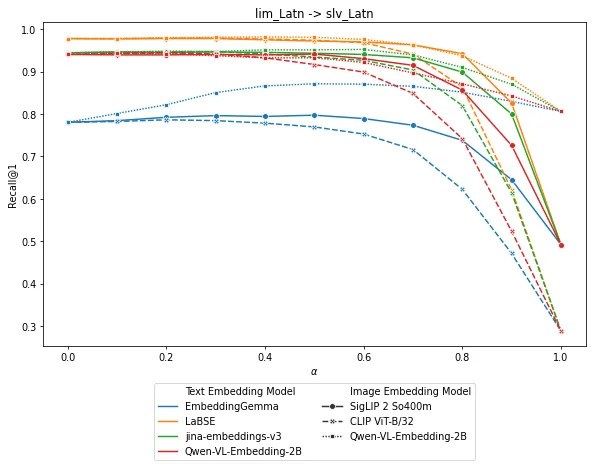 lim_Latn -> slv_Latn
1.0
0.9
0.8
0.7
0.6
0.5
0.4
0.3
Recall@1
0.0 0.2 0.4 0.6 0.8 1.0
α
Text Embedding Model Image Embedding Model
EmbeddingGemma SigLIP 2 So400m
LaBSE CLIP ViT-B/32
jina-embeddings-v3 Qwen-VL-Embedding-2B
Qwen-VL-Embedding-2B